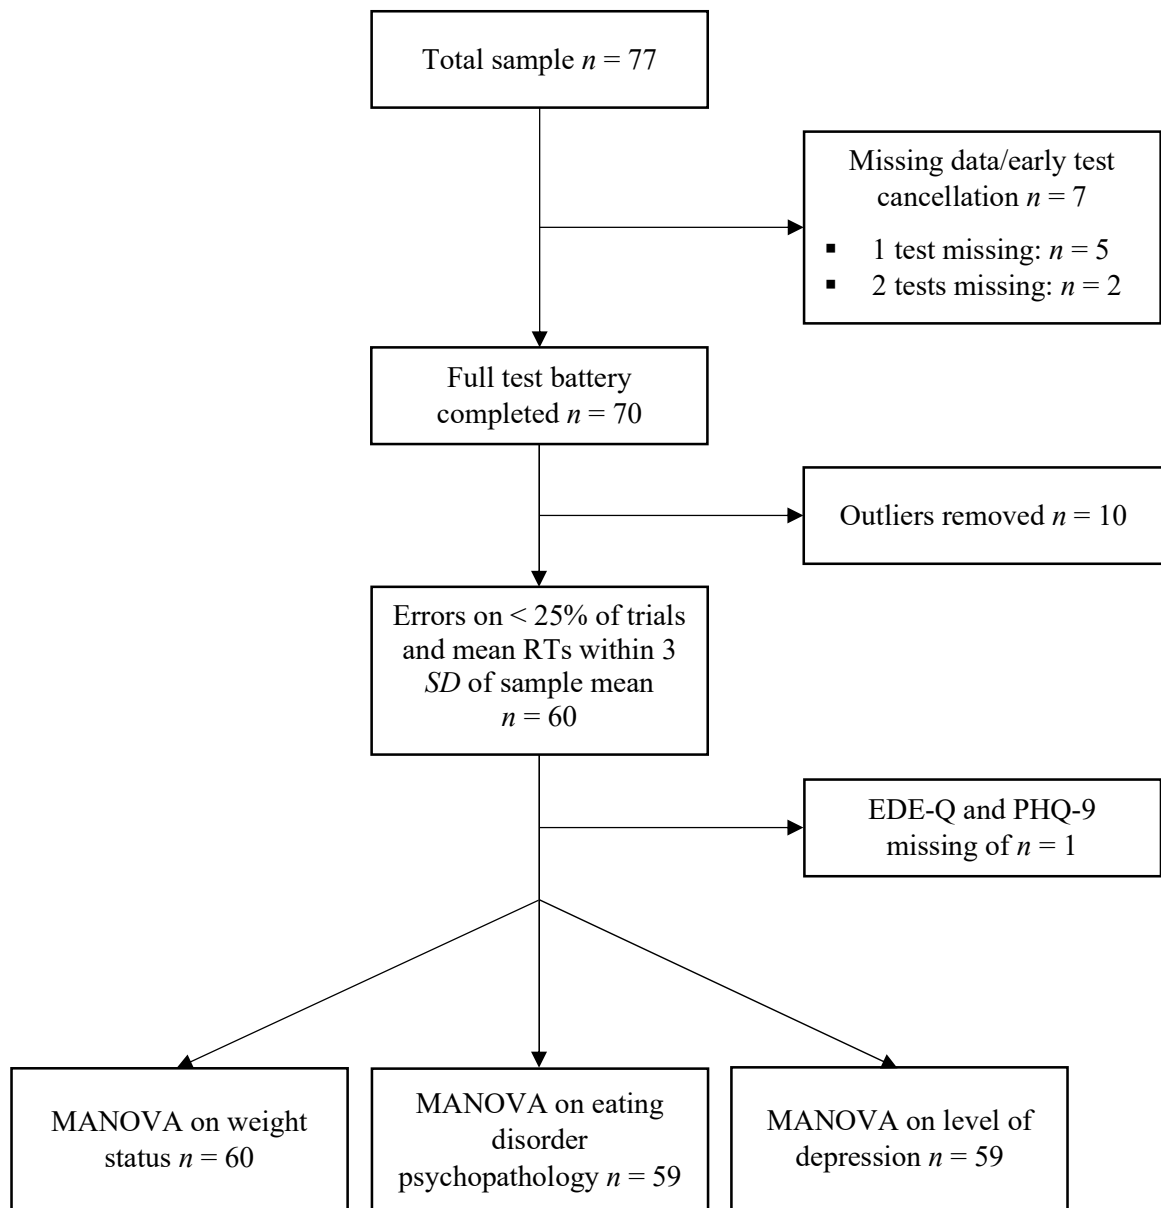 Total sample n = 77
Missing data/early test
cancellation n = 7
▪ 1 test missing: n = 5
▪ 2 tests missing: n = 2
Full test battery
completed n = 70
Outliers removed n = 10
Errors on < 25% of trials
and mean RTs within 3
SD of sample mean
n = 60
EDE-Q and PHQ-9
missing of n = 1
MANOVA on weight
status n = 60
MANOVA on eating
disorder
psychopathology n = 59
MANOVA on level of
depression n = 59